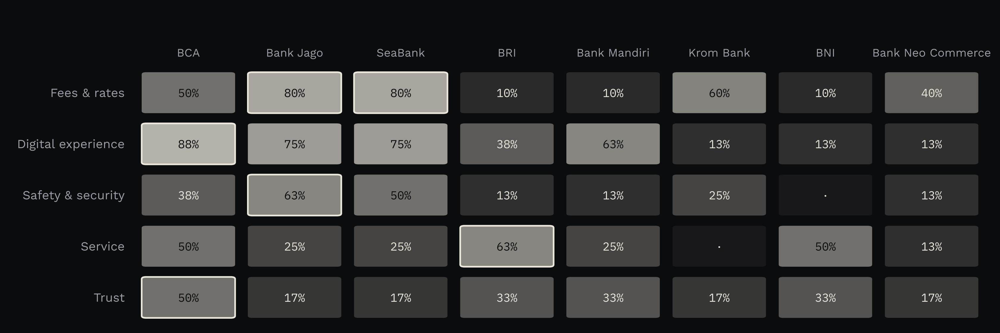 BCA Bank Jago SeaBank BRI Bank Mandiri Krom Bank BNI Bank Neo Commerce
Fees & rates 50% 80% 80% 10% 10% 60% 10% 40%
Digital experience 88% 75% 75% 38% 63% 13% 13% 13%
Safety & security 38% 63% 50% 13% 13% 25% · 13%
Service 50% 25% 25% 63% 25% · 50% 13%
Trust 50% 17% 17% 33% 33% 17% 33% 17%